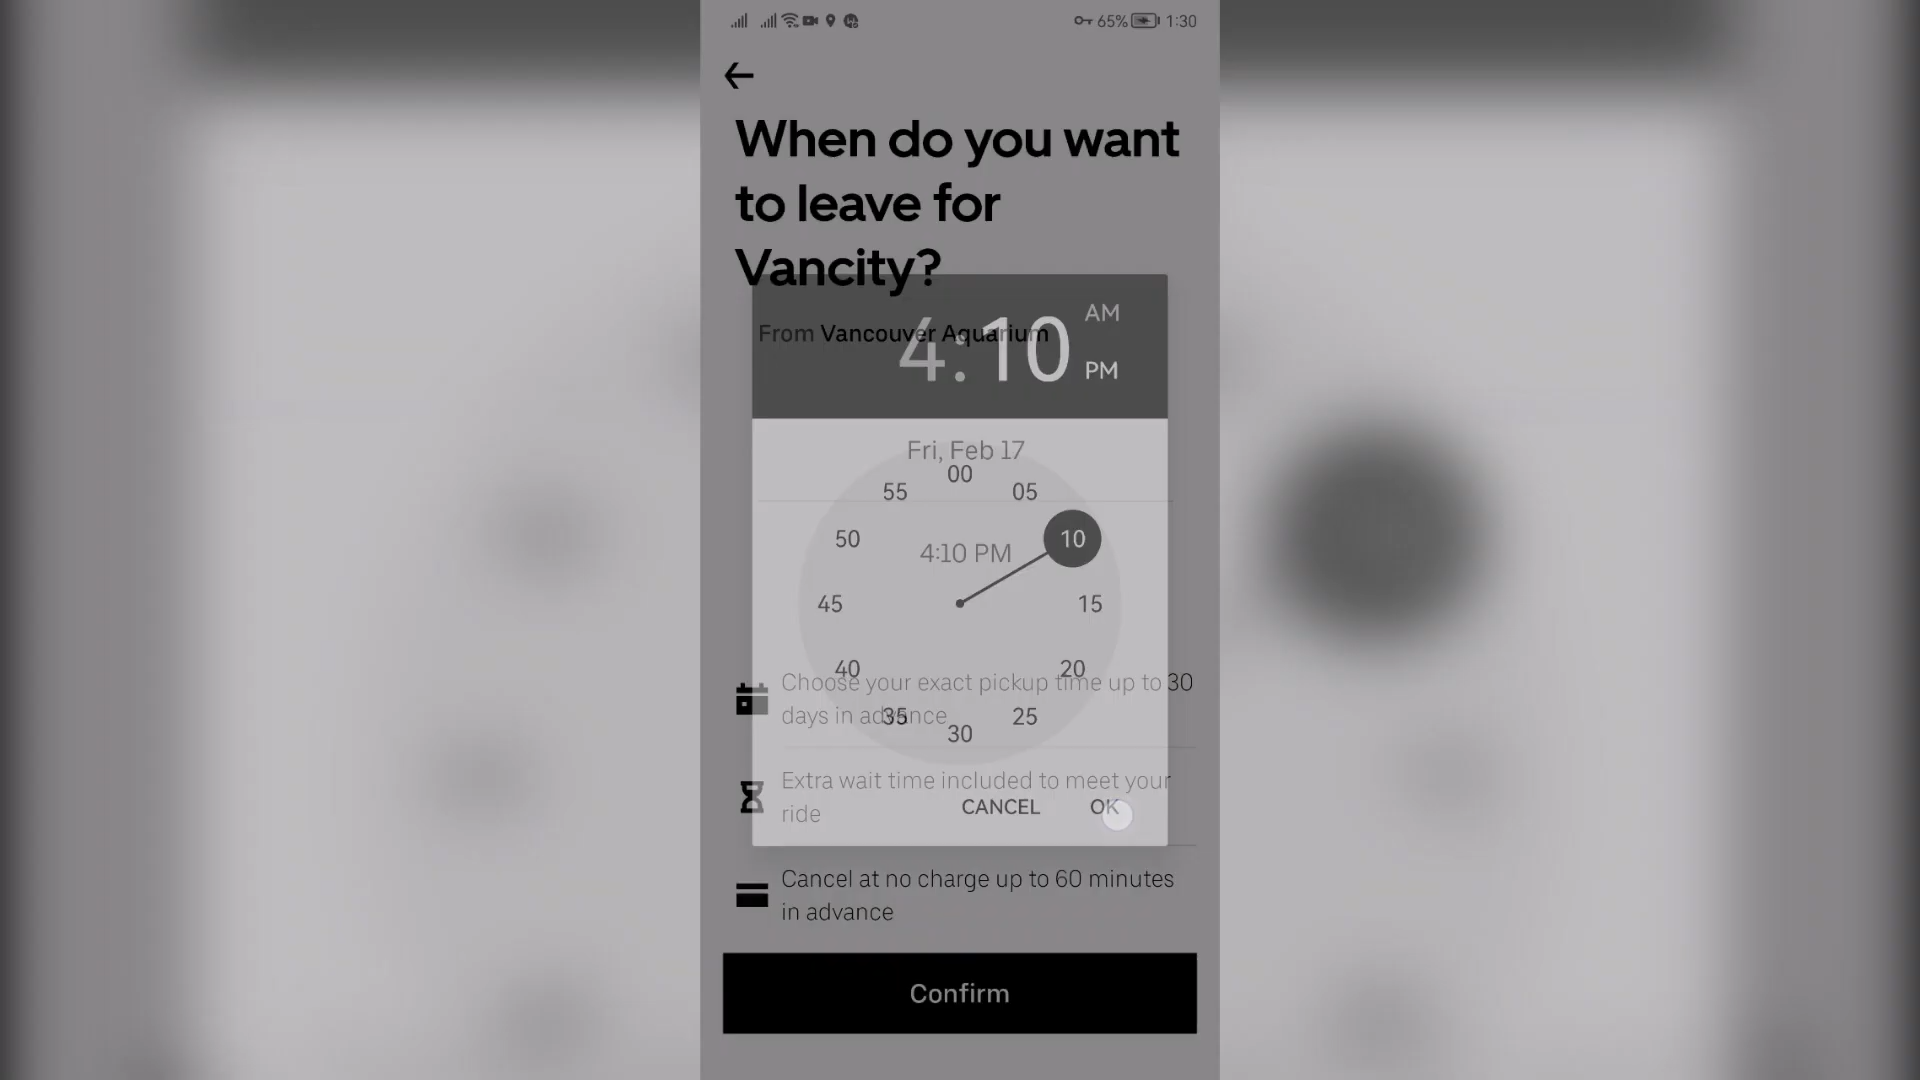 65% 1:30
When do you want
to leave for
Vancity?
From Vancouver Aquarium
4:10
AM
PM
Fri, Feb 17
00
55 05
50 10
4:10 PM
45 15
40 20
Choose your exact pickup time up to 30
days in advance
35 25
30
Extra wait time included to meet your
ride
CANCEL OK
Cancel at no charge up to 60 minutes
in advance
Confirm